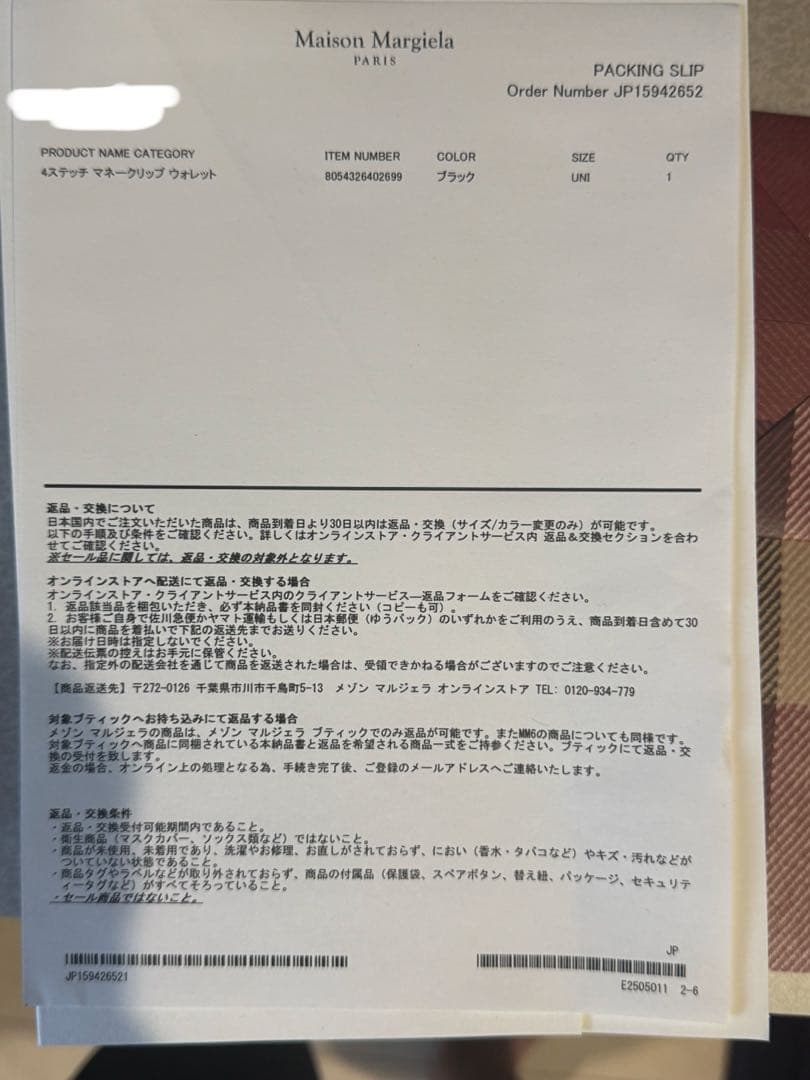 Maison Margiela
PARIS
PACKING SLIP
Order Number JP15942652
PRODUCT NAME CATEGORY ITEM NUMBER COLOR SIZE QTY
4ステッチ マネークリップ ウォレット 8054326402699 ブラック UNI 1
返品・交換について
日本国内でご注文いただいた商品は、商品到着日より30日以内は返品・交換（サイズ/カラー変更のみ）が可能です。
以下の手順及び条件をご確認ください。詳しくはオンラインストア・クライアントサービス内 返品&交換セクションを合わ
せてご確認ください。
※セール品に関しては、返品・交換の対象外となります。
オンラインストアへ配送にて返品・交換する場合
オンラインストア・クライアントサービス内のクライアントサービス―返品フォームをご確認ください。
1. 返品該当品を梱包いただき、必ず本納品書を同封ください（コピーも可）。
2. お客様ご自身で佐川急便かヤマト運輸もしくは日本郵便（ゆうパック）のいずれかをご利用のうえ、商品到着日含めて30
日以内に商品を着払いで下記の返送先までお送りください。
※お届け日時は指定しないでください。
※配送伝票の控えはお手元に保管ください。
なお、指定外の配送会社を通じて商品を返送された場合は、受領できかねる場合がございますのでご注意ください。
【商品返送先】〒272-0126 千葉県市川市千鳥町5-13 メゾン マルジェラ オンラインストア TEL: 0120-934-779
対象ブティックへお持ち込みにて返品する場合
メゾン マルジェラの商品は、メゾン マルジェラ ブティックでのみ返品が可能です。またMM6の商品についても同様です。
対象ブティックへ商品に同梱されている本納品書と返品を希望される商品一式をご持参ください。ブティックにて返品・交
換の受付を致します。
返金の場合、オンライン上の処理となる為、手続き完了後、ご登録のメールアドレスへご連絡いたします。
返品・交換条件
・返品・交換受付可能期間内であること。
・衛生商品（マスクカバー、ソックス類など）ではないこと。
・商品が未使用、未着用であり、洗濯やお修理、お直しがされておらず、におい（香水・タバコなど）やキズ・汚れなどが
ついていない状態であること。
・商品タグやラベルなどが取り外されておらず、商品の付属品（保護袋、スペアボタン、替え紐、パッケージ、セキュリテ
ィータグなど）がすべてそろっていること。
・セール商品ではないこと。
JP
JP159426521
E2505011 2-6